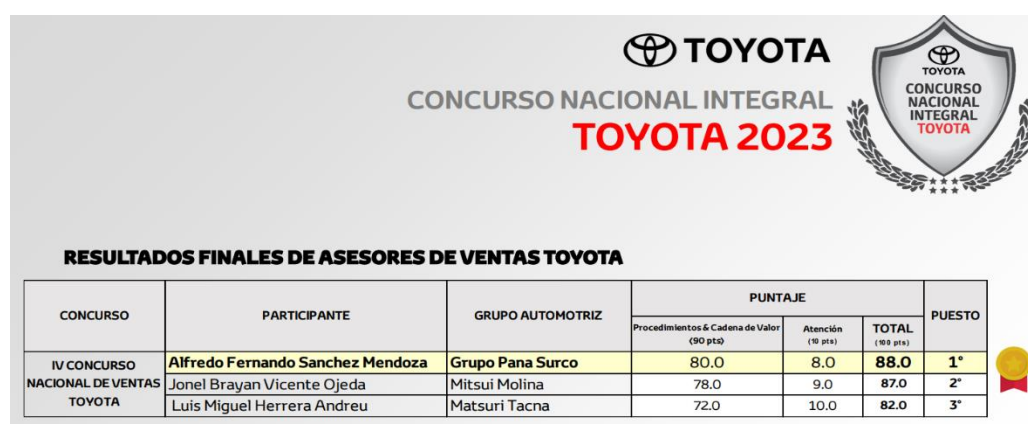 TOYOTA
CONCURSO NACIONAL INTEGRAL
TOYOTA 2023
TOYOTA
CONCURSO
NACIONAL
INTEGRAL
TOYOTA
RESULTADOS FINALES DE ASESORES DE VENTAS TOYOTA
CONCURSO PARTICIPANTE GRUPO AUTOMOTRIZ PUNTAJE PUESTO
Procedimientos & Cadena de Valor (90 pts) Atención (10 pts) TOTAL (100 pts)
IV CONCURSO NACIONAL DE VENTAS TOYOTA
Alfredo Fernando Sanchez Mendoza Grupo Pana Surco 80.0 8.0 88.0 1°
Jonel Brayan Vicente Ojeda Mitsui Molina 78.0 9.0 87.0 2°
Luis Miguel Herrera Andreu Matsuri Tacna 72.0 10.0 82.0 3°